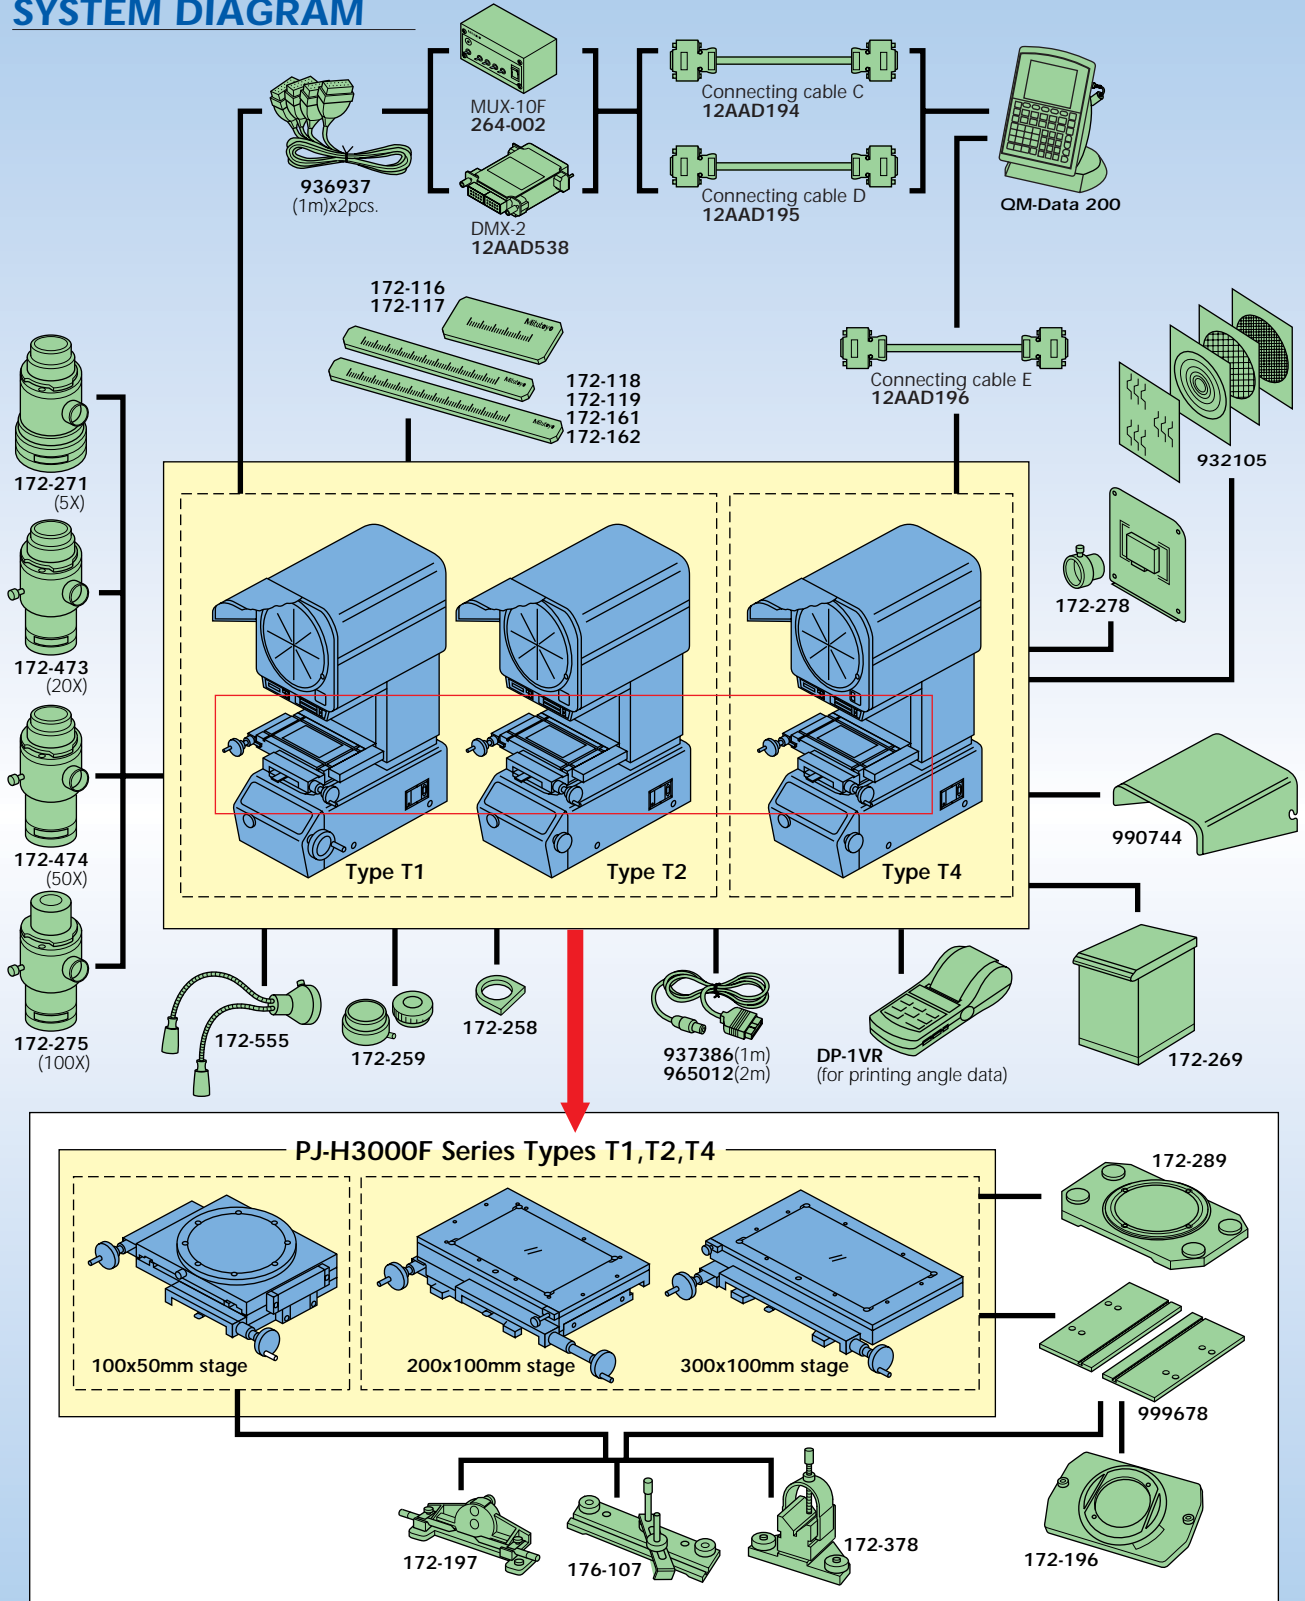 SYSTEM DIAGRAM
MUX-10F
264-002
Connecting cable C
12AAD194
936937
(1m)x2pcs.
DMX-2
12AAD538
Connecting cable D
12AAD195
QM-Data 200
172-116
172-117
Mitutoyo
Mitutoyo
Mitutoyo
172-118
172-119
172-161
172-162
Connecting cable E
12AAD196
932105
172-271
(5X)
172-278
172-473
(20X)
990744
172-474
(50X)
Type T1
Type T2
Type T4
172-275
(100X)
172-555
172-259
172-258
937386(1m)
965012(2m)
DP-1VR
(for printing angle data)
172-269
PJ-H3000F Series Types T1,T2,T4
172-289
100x50mm stage
200x100mm stage
300x100mm stage
999678
172-197
176-107
172-378
172-196